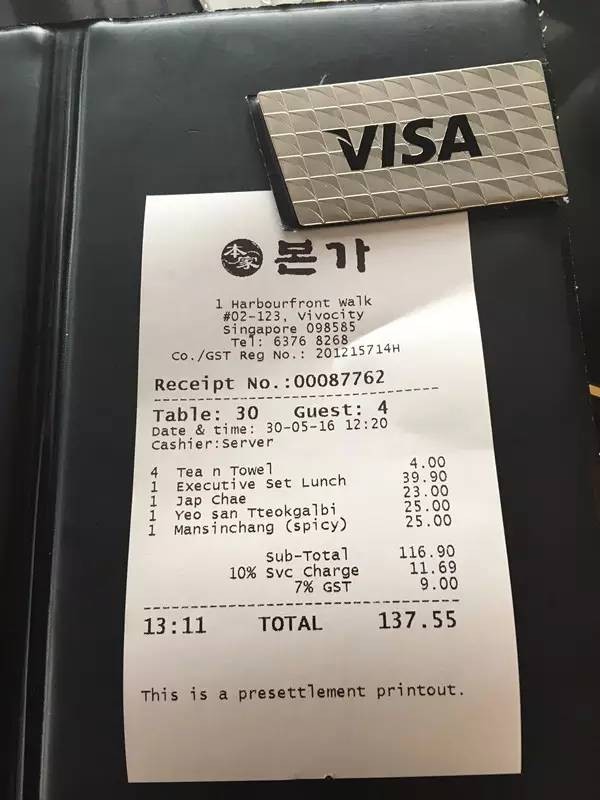 VISA
本家 본가
1 Harbourfront Walk
#02-123, Vivocity
Singapore 098585
Tel: 6376 8268
Co./GST Reg No.: 201215714H
Receipt No.:00087762
Table: 30 Guest: 4
Date & time: 30-05-16 12:20
Cashier:Server
4 Tea n Towel 4.00
1 Executive Set Lunch 39.90
1 Jap Chae 23.00
1 Yeo san Tteokgalbi 25.00
1 Mansinchang (spicy) 25.00
Sub-Total 116.90
10% Svc Charge 11.69
7% GST 9.00
13:11 TOTAL 137.55
This is a presettlement printout.